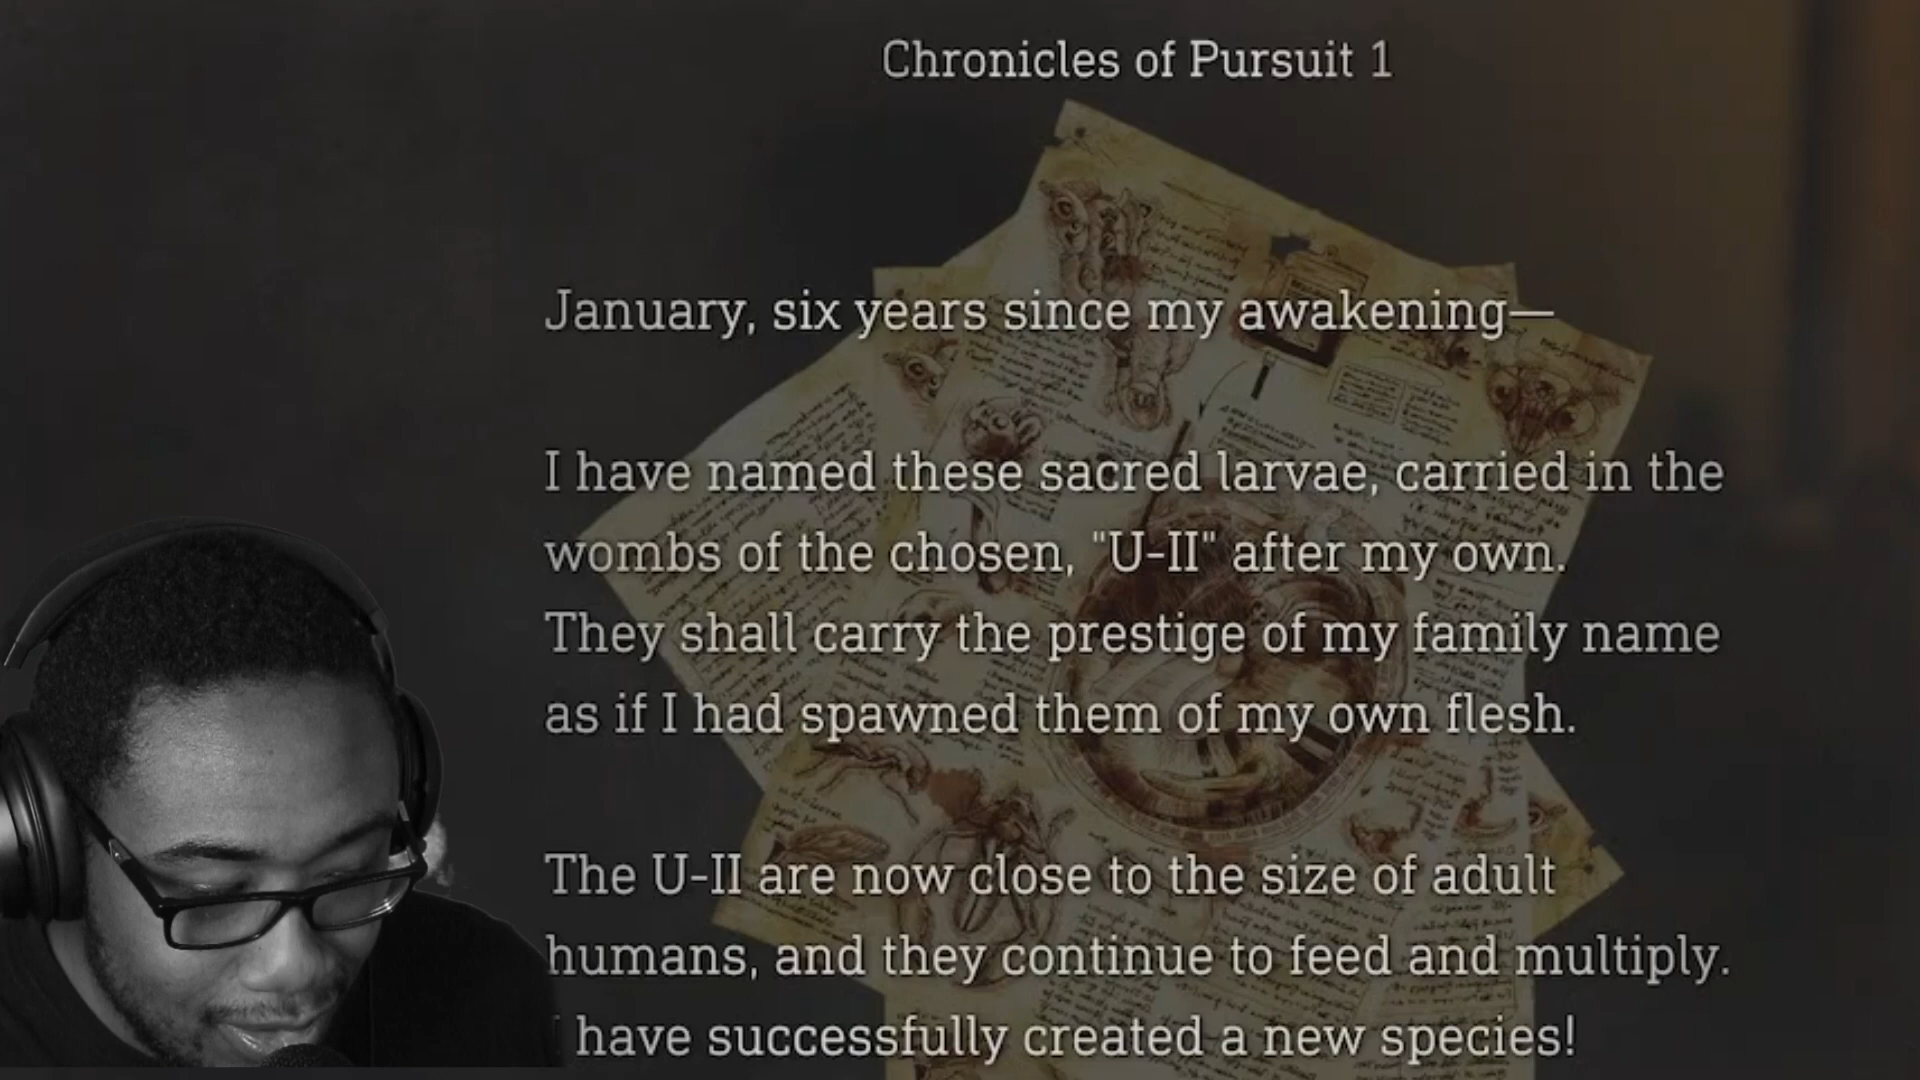 Chronicles of Pursuit 1
January, six years since my awakening—
I have named these sacred larvae, carried in the
wombs of the chosen, "U-II" after my own.
They shall carry the prestige of my family name
as if I had spawned them of my own flesh.
The U-II are now close to the size of adult
humans, and they continue to feed and multiply.
I have successfully created a new species!